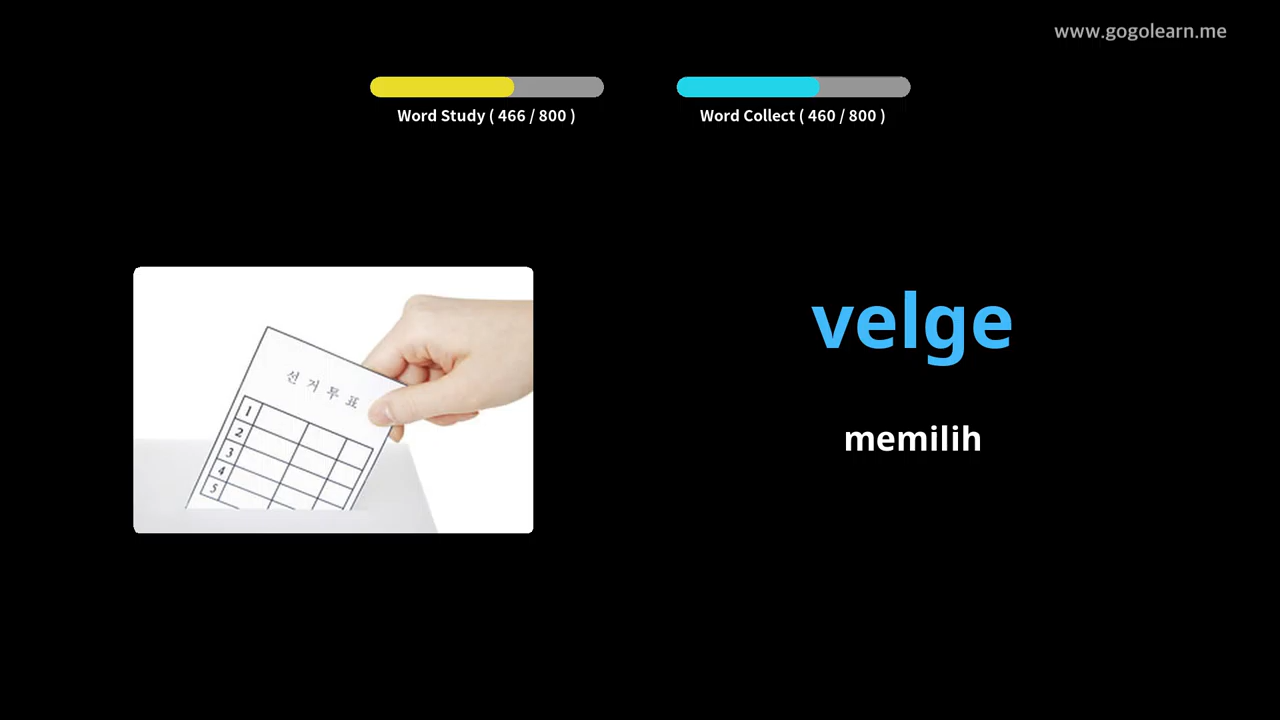 www.gogolearn.me
Word Study ( 466 / 800 )
Word Collect ( 460 / 800 )
선거투표
1
2
3
4
5
velge
memilih